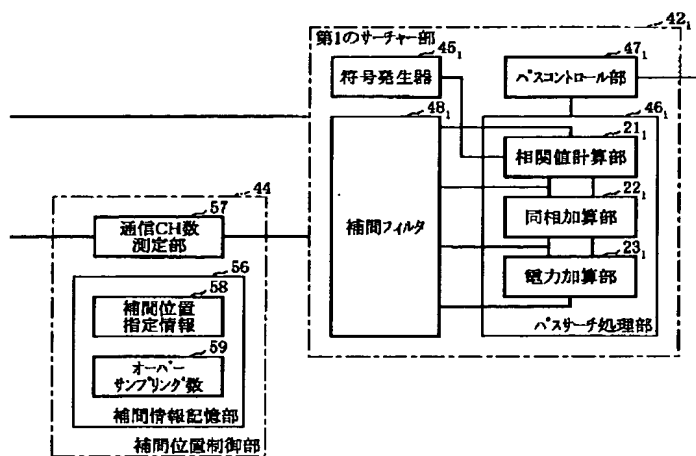 42₁
第1のサーチャー部
45₁
47₁
符号発生器
パスコントロール部
48₁
46₁
21₁
相関値計算部
22₁
補間フィルタ
同相加算部
23₁
電力加算部
パスサーチ処理部
44
57
通信CH数
測定部
56
58
補間位置
指定情報
59
オーバー
サンプリング数
補間情報記憶部
補間位置制御部